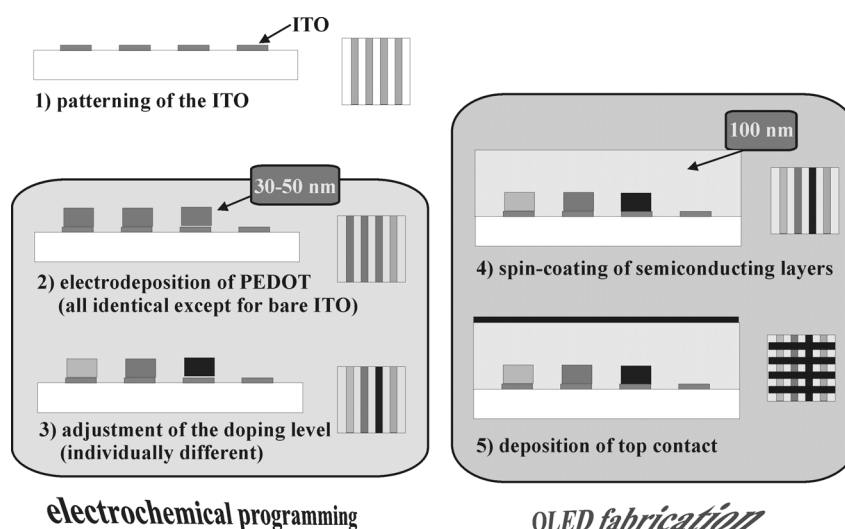 ITO
1) patterning of the ITO
30-50 nm
2) electrodeposition of PEDOT
(all identical except for bare ITO)
3) adjustment of the doping level
(individually different)
electrochemical programming
100 nm
4) spin-coating of semiconducting layers
5) deposition of top contact
OLED fabrication